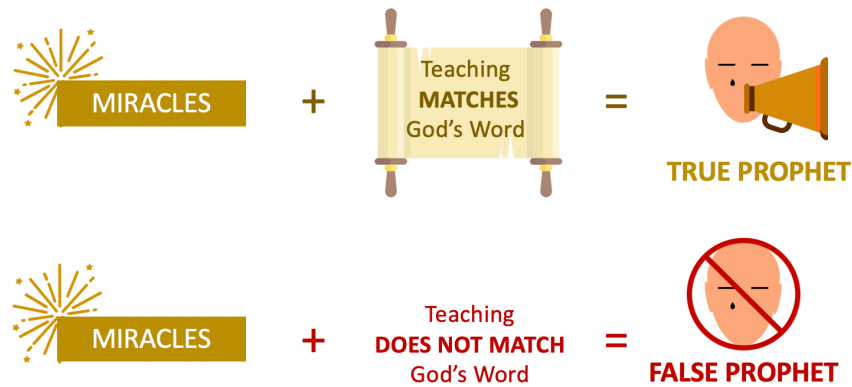 MIRACLES + Teaching MATCHES God's Word = TRUE PROPHET
MIRACLES + Teaching DOES NOT MATCH God's Word = FALSE PROPHET